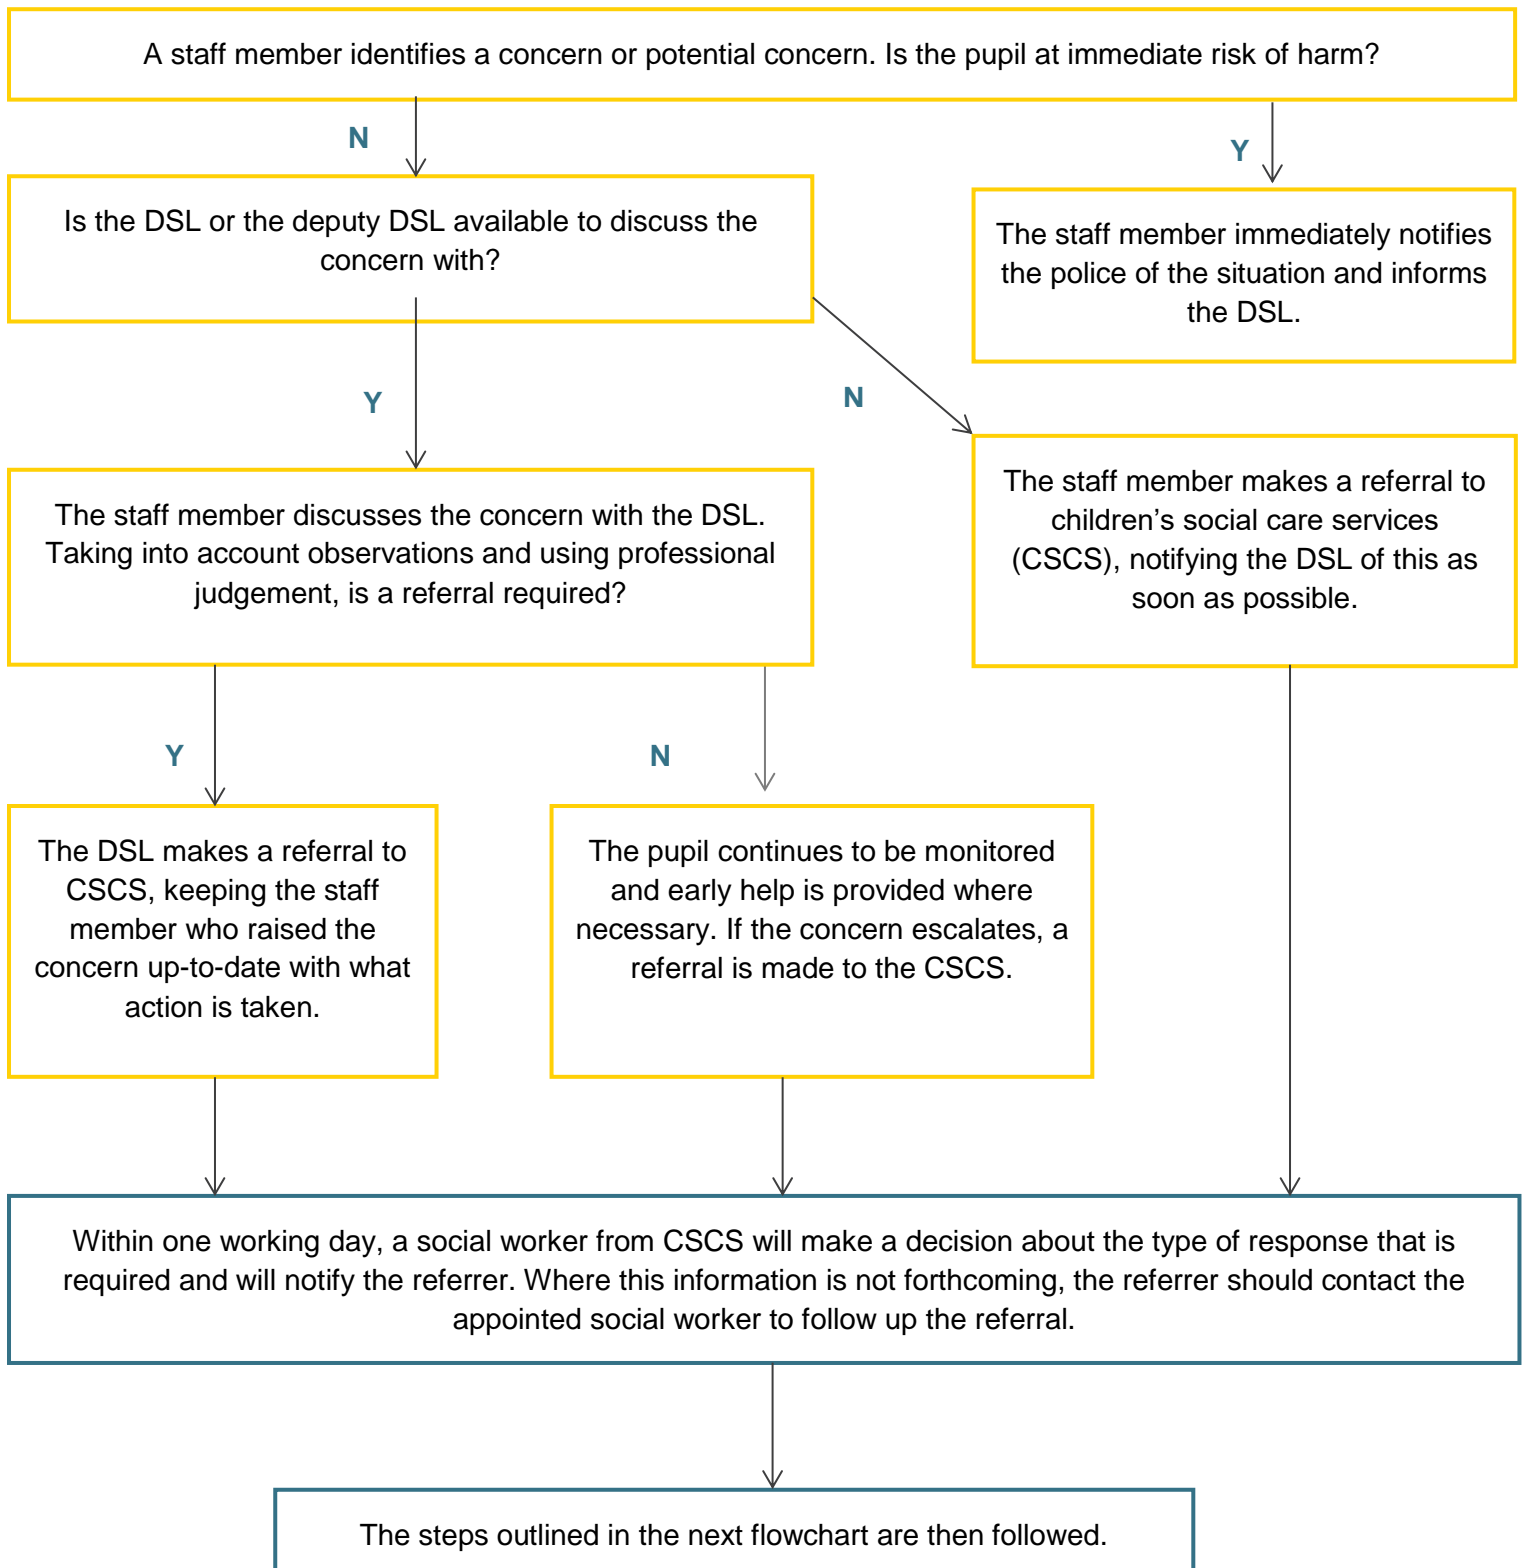 A staff member identifies a concern or potential concern. Is the pupil at immediate risk of harm?
N
Y
Is the DSL or the deputy DSL available to discuss the
concern with?
The staff member immediately notifies
the police of the situation and informs
the DSL.
Y
N
The staff member discusses the concern with the DSL.
Taking into account observations and using professional
judgement, is a referral required?
The staff member makes a referral to
children’s social care services
(CSCS), notifying the DSL of this as
soon as possible.
Y
N
The DSL makes a referral to
CSCS, keeping the staff
member who raised the
concern up-to-date with what
action is taken.
The pupil continues to be monitored
and early help is provided where
necessary. If the concern escalates, a
referral is made to the CSCS.
Within one working day, a social worker from CSCS will make a decision about the type of response that is
required and will notify the referrer. Where this information is not forthcoming, the referrer should contact the
appointed social worker to follow up the referral.
The steps outlined in the next flowchart are then followed.